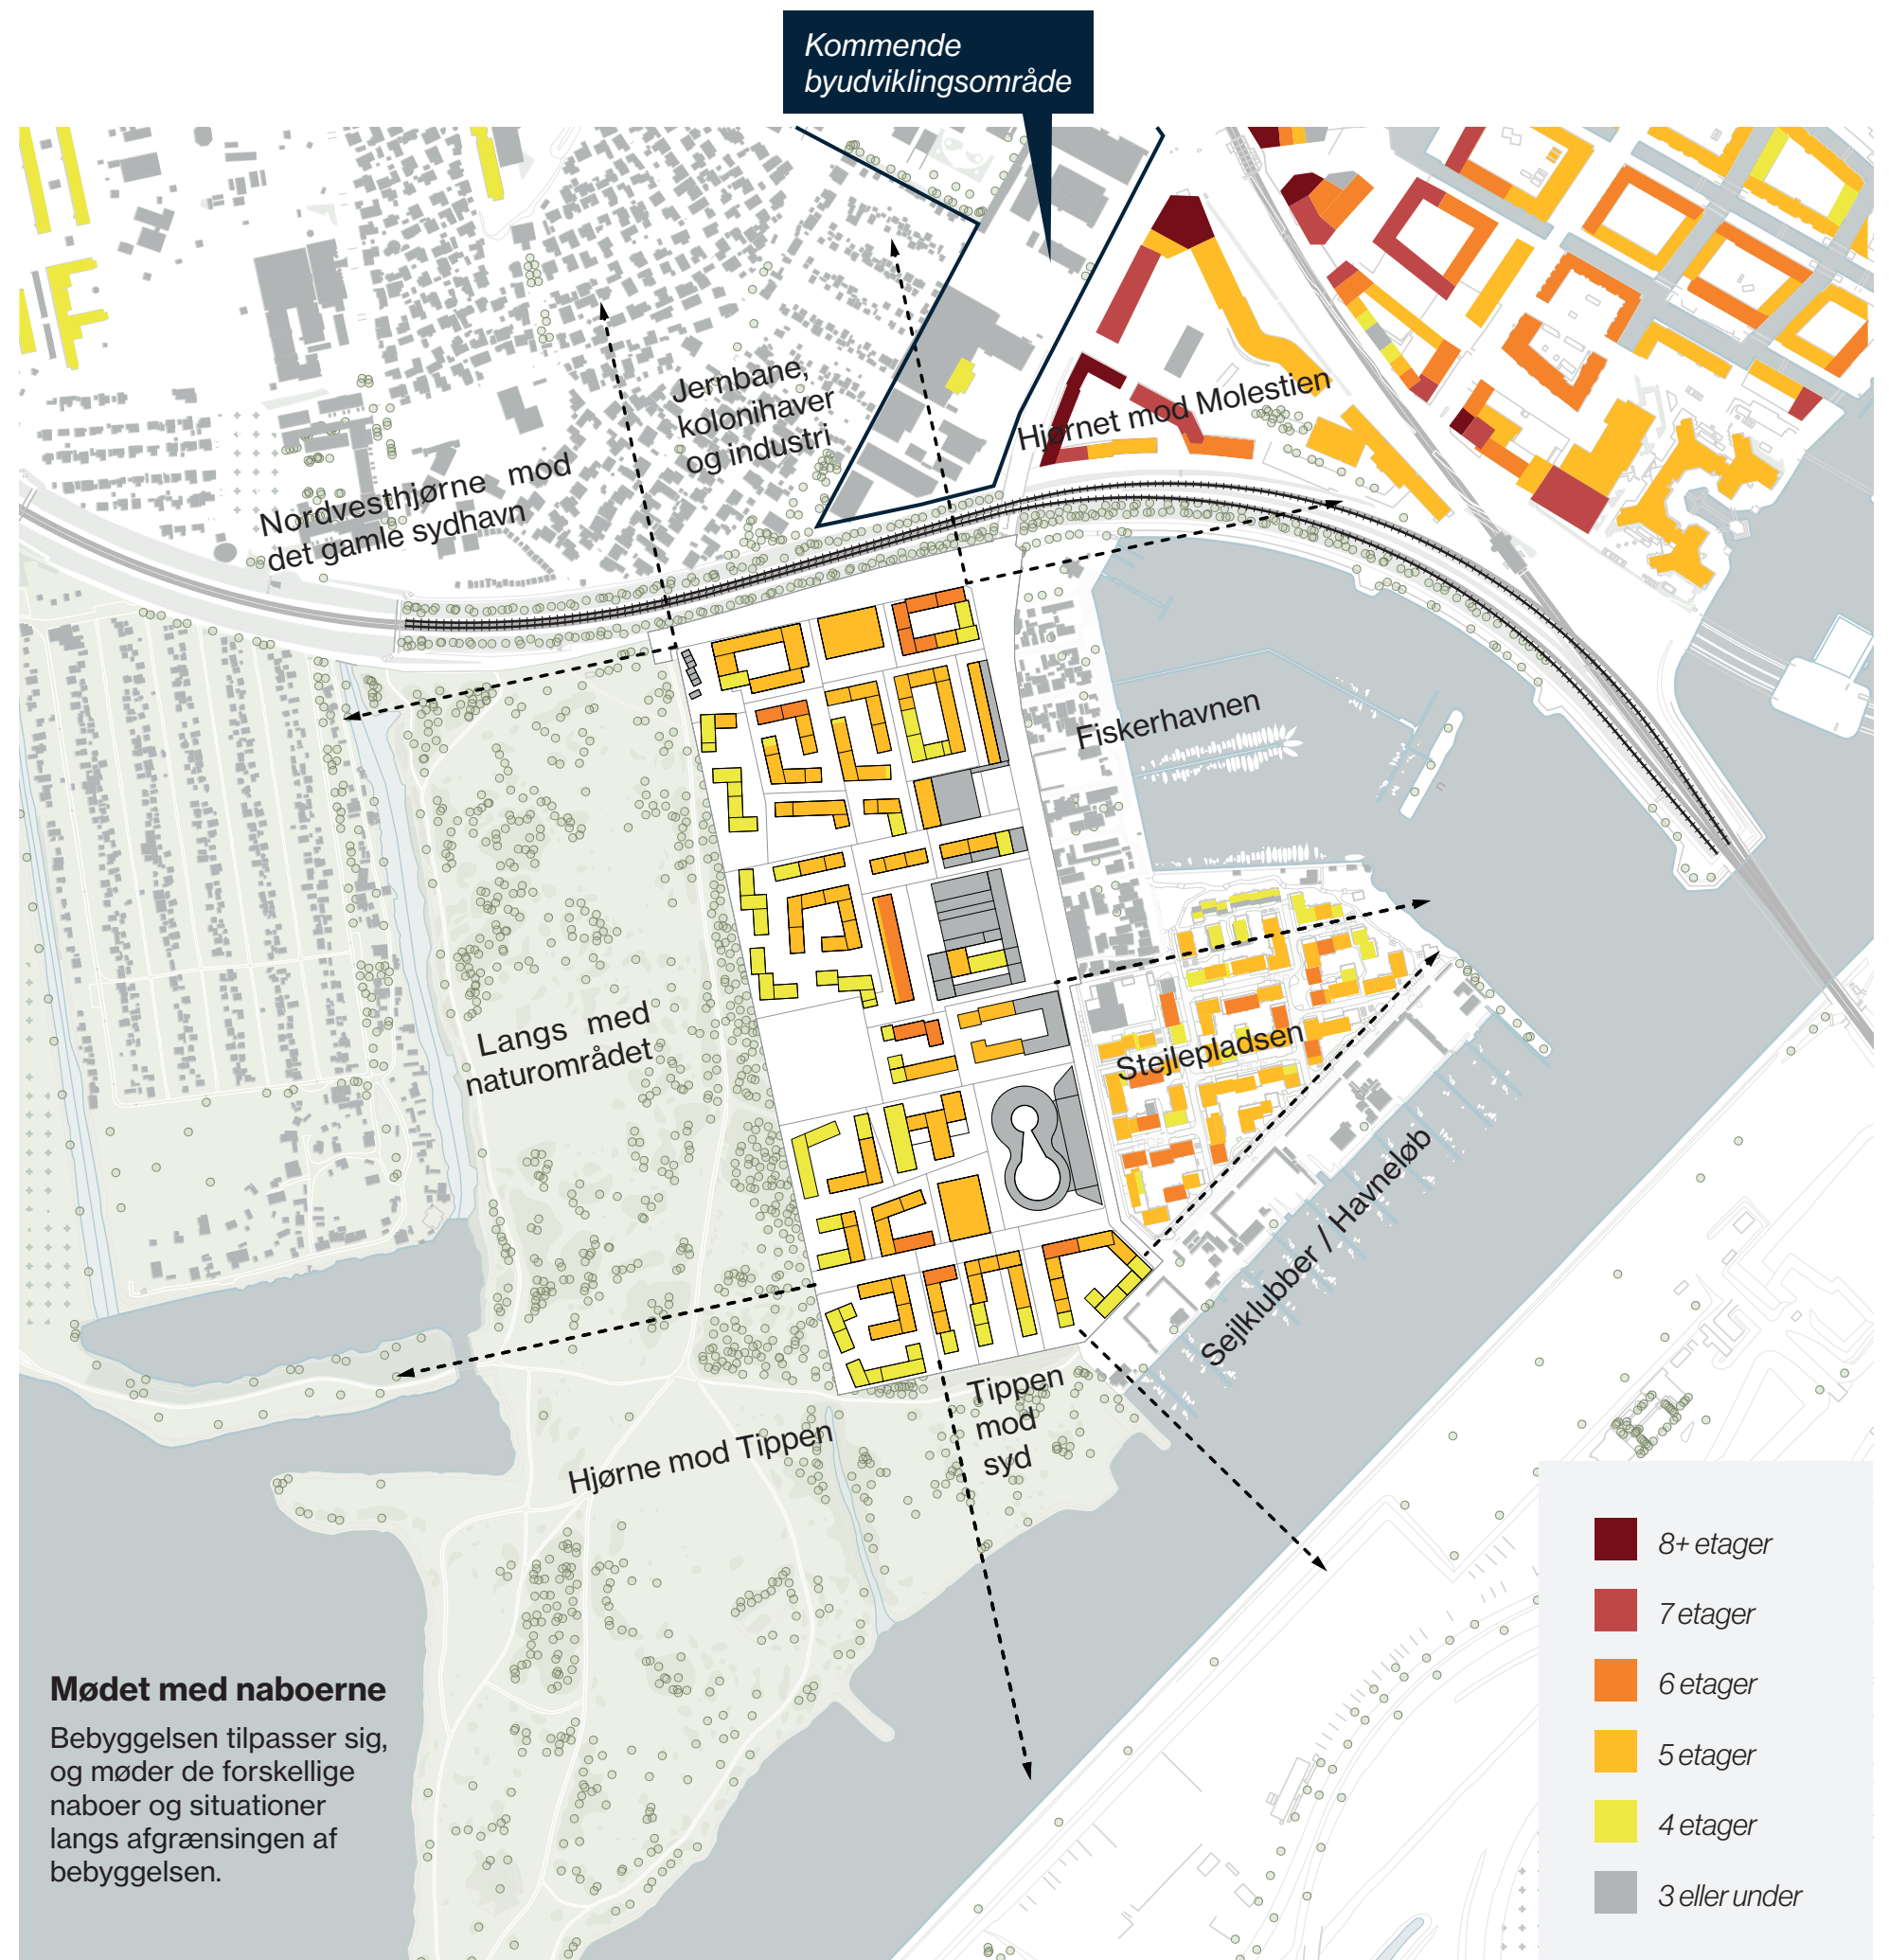 Kommende
byudviklingsområde
Jernbane,
kolonihaver
og industri
Hjørnet mod Molestien
Nordvesthjørne mod
det gamle sydhavn
Fiskerhavnen
Langs med
naturområdet
Stejlepladsen
Sejlklubber / Havneløb
Tippen
mod
syd
Hjørne mod Tippen
Mødet med naboerne
Bebyggelsen tilpasser sig,
og møder de forskellige
naboer og situationer
langs afgrænsingen af
bebyggelsen.
8+ etager
7 etager
6 etager
5 etager
4 etager
3 eller under